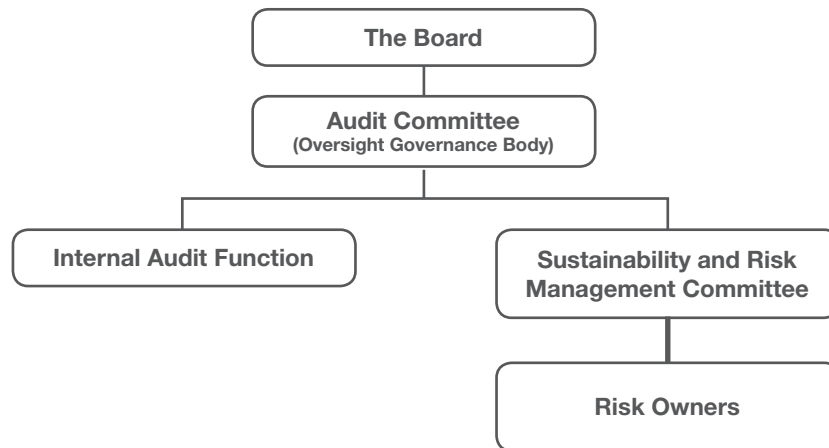 The Board
Audit Committee
(Oversight Governance Body)
Internal Audit Function
Sustainability and Risk
Management Committee
Risk Owners